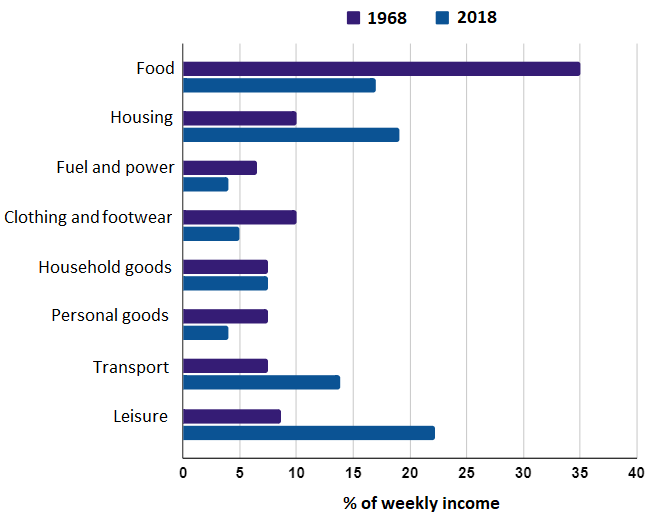 1968 2018
Food
Housing
Fuel and power
Clothing and footwear
Household goods
Personal goods
Transport
Leisure
0 5 10 15 20 25 30 35 40
% of weekly income